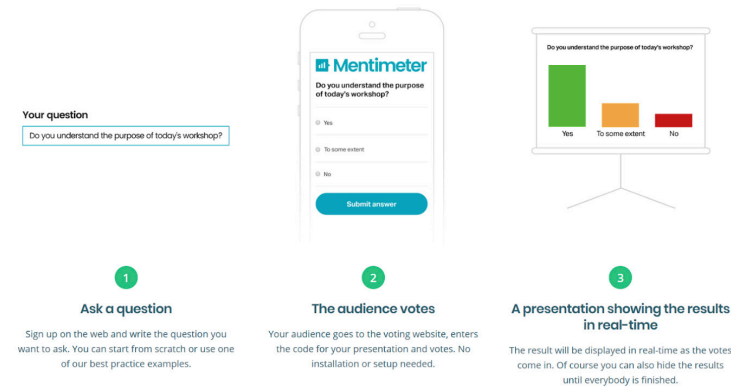 Your question
Do you understand the purpose of today's workshop?
Mentimeter
Do you understand the purpose
of today's workshop?
Yes
To some extent
No
Submit answer
Do you understand the purpose of today's workshop?
Yes To some extent No
1
Ask a question
Sign up on the web and write the question you
want to ask. You can start from scratch or use one
of our best practice examples.
2
The audience votes
Your audience goes to the voting website, enters
the code for your presentation and votes. No
installation or setup needed.
3
A presentation showing the results
in real-time
The result will be displayed in real-time as the votes
come in. Of course you can also hide the results
until everybody is finished.